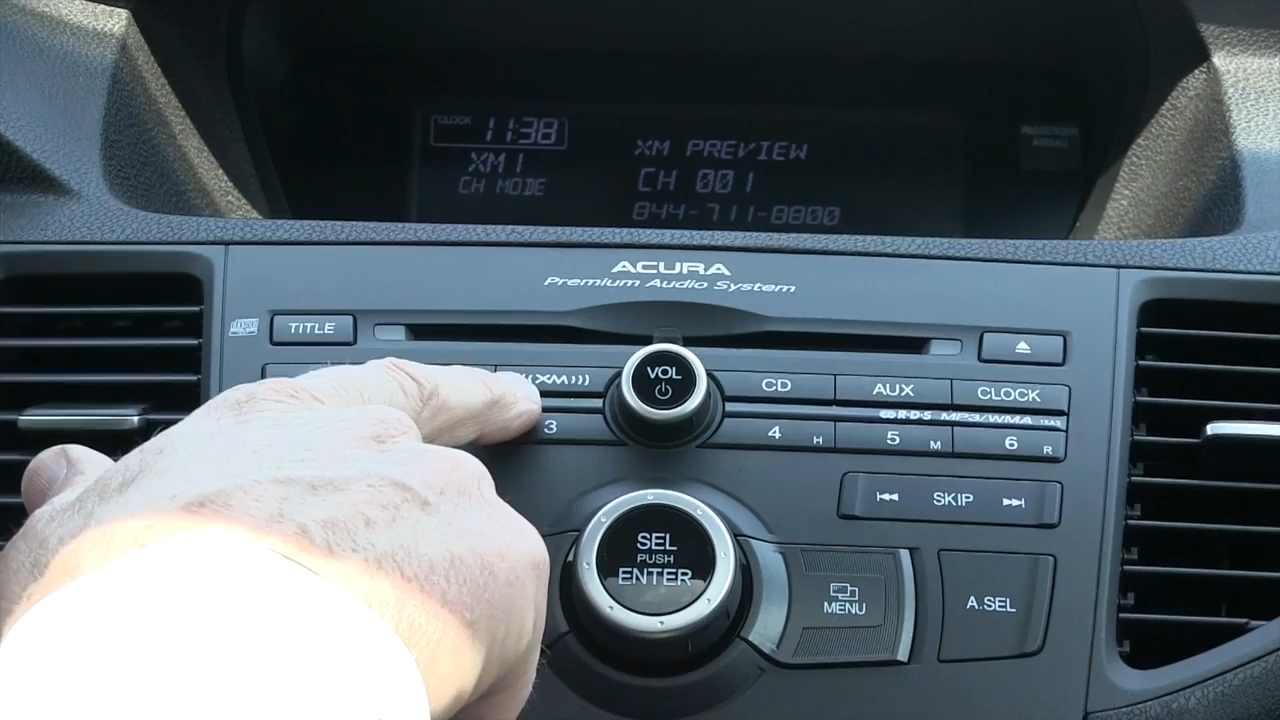 CLOCK 11:38
XM1
CH MODE
XM PREVIEW
CH 001
844-711-8800
ACURA
Premium Audio System
TITLE
XM
VOL
CD
AUX
CLOCK
RDS MP3/WMA
3
4 H
5 M
6 R
SKIP
SEL
PUSH
ENTER
MENU
A.SEL